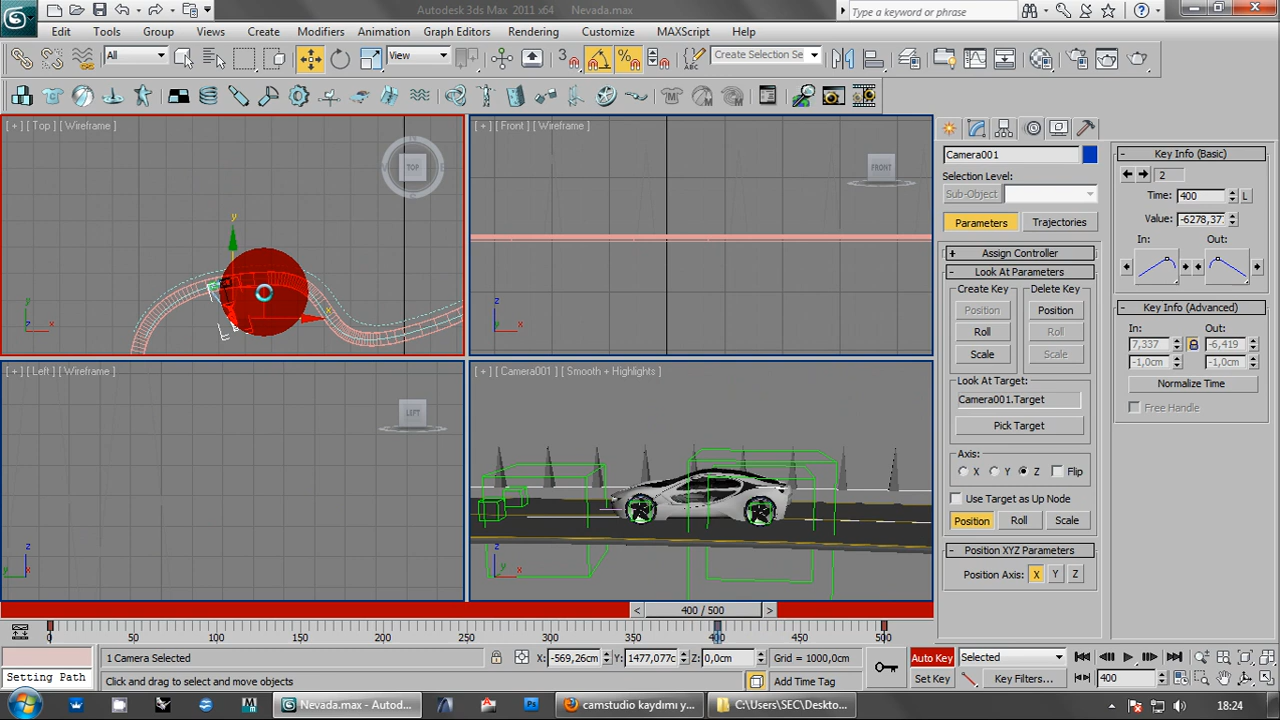 Autodesk 3ds Max 2011 x64 Nevada.max
Type a keyword or phrase
Edit Tools Group Views Create Modifiers Animation Graph Editors Rendering Customize MAXScript Help
All View Create Selection Se
[ + ] [ Top ] [ Wireframe ]
TOP
y
x
y
z x
[ + ] [ Front ] [ Wireframe ]
FRONT
z
x
[ + ] [ Left ] [ Wireframe ]
LEFT
z
y x
[ + ] [ Camera001 ] [ Smooth + Highlights ]
z
y
x
Camera001
Selection Level:
Sub-Object
Parameters Trajectories
+ Assign Controller
- Look At Parameters
Create Key Delete Key
Position Position
Roll Roll
Scale Scale
Look At Target:
Camera001.Target
Pick Target
Axis:
X Y Z Flip
Use Target as Up Node
Position Roll Scale
- Position XYZ Parameters
Position Axis: X Y Z
- Key Info (Basic)
2
Time: 400 L
Value: -6278,37
In: Out:
- Key Info (Advanced)
In: Out:
7,337 -6,419
-1,0cm -1,0cm
Normalize Time
Free Handle
< 400 / 500 >
0 50 100 150 200 250 300 350 400 450 500
1 Camera Selected X: -569,26cm Y: 1477,077c Z: 0,0cm Grid = 1000,0cm Auto Key Selected
Setting Path Click and drag to select and move objects Add Time Tag Set Key Key Filters... 400
Nevada.max - Autod... camstudio kaydımı y... C:\Users\SEC\Deskto... TR 18:24